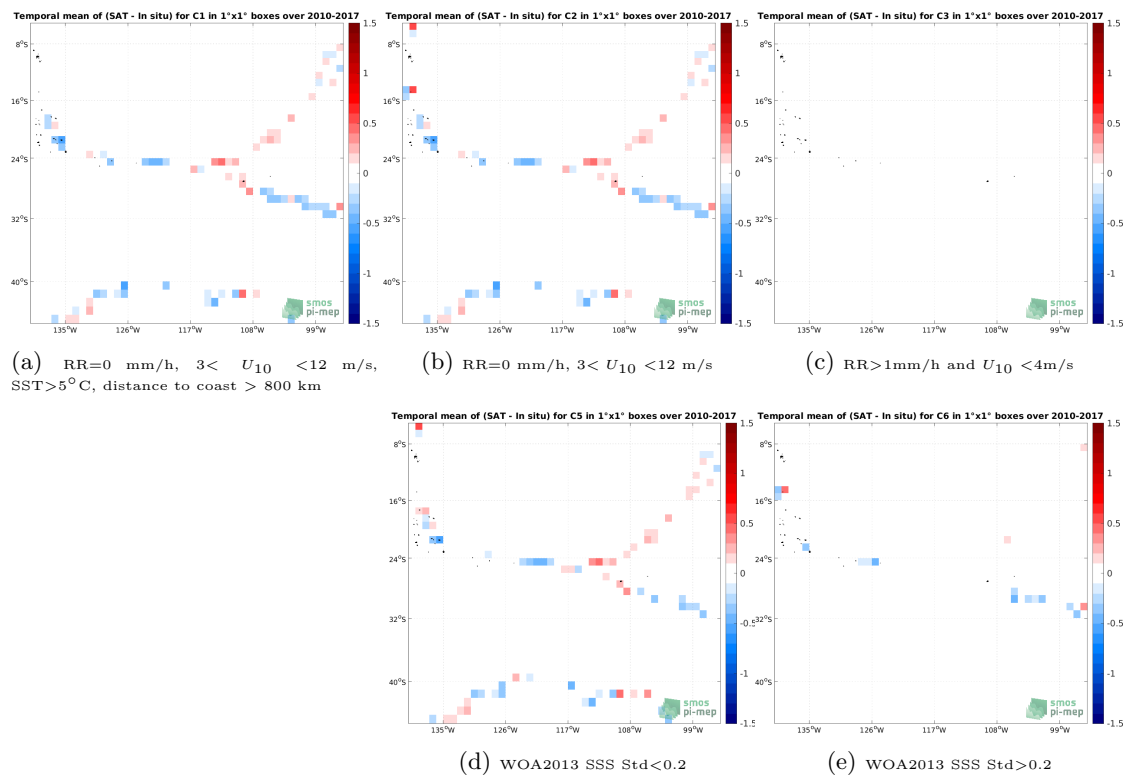 Temporal mean of (SAT - In situ) for C1 in 1°x1° boxes over 2010-2017
8°S
16°S
24°S
32°S
40°S
135°W 126°W 117°W 108°W 99°W
1.5
1
0.5
0
-0.5
-1
-1.5
smos
pi-mep
(a) RR=0 mm/h, 3< U10 <12 m/s,
SST>5°C, distance to coast > 800 km
Temporal mean of (SAT - In situ) for C2 in 1°x1° boxes over 2010-2017
8°S
16°S
24°S
32°S
40°S
135°W 126°W 117°W 108°W 99°W
1.5
1
0.5
0
-0.5
-1
-1.5
smos
pi-mep
(b) RR=0 mm/h, 3< U10 <12 m/s
Temporal mean of (SAT - In situ) for C3 in 1°x1° boxes over 2010-2017
8°S
16°S
24°S
32°S
40°S
135°W 126°W 117°W 108°W 99°W
1.5
1
0.5
0
-0.5
-1
-1.5
smos
pi-mep
(c) RR>1mm/h and U10 <4m/s
Temporal mean of (SAT - In situ) for C5 in 1°x1° boxes over 2010-2017
8°S
16°S
24°S
32°S
40°S
135°W 126°W 117°W 108°W 99°W
1.5
1
0.5
0
-0.5
-1
-1.5
smos
pi-mep
(d) WOA2013 SSS Std<0.2
Temporal mean of (SAT - In situ) for C6 in 1°x1° boxes over 2010-2017
8°S
16°S
24°S
32°S
40°S
135°W 126°W 117°W 108°W 99°W
1.5
1
0.5
0
-0.5
-1
-1.5
smos
pi-mep
(e) WOA2013 SSS Std>0.2